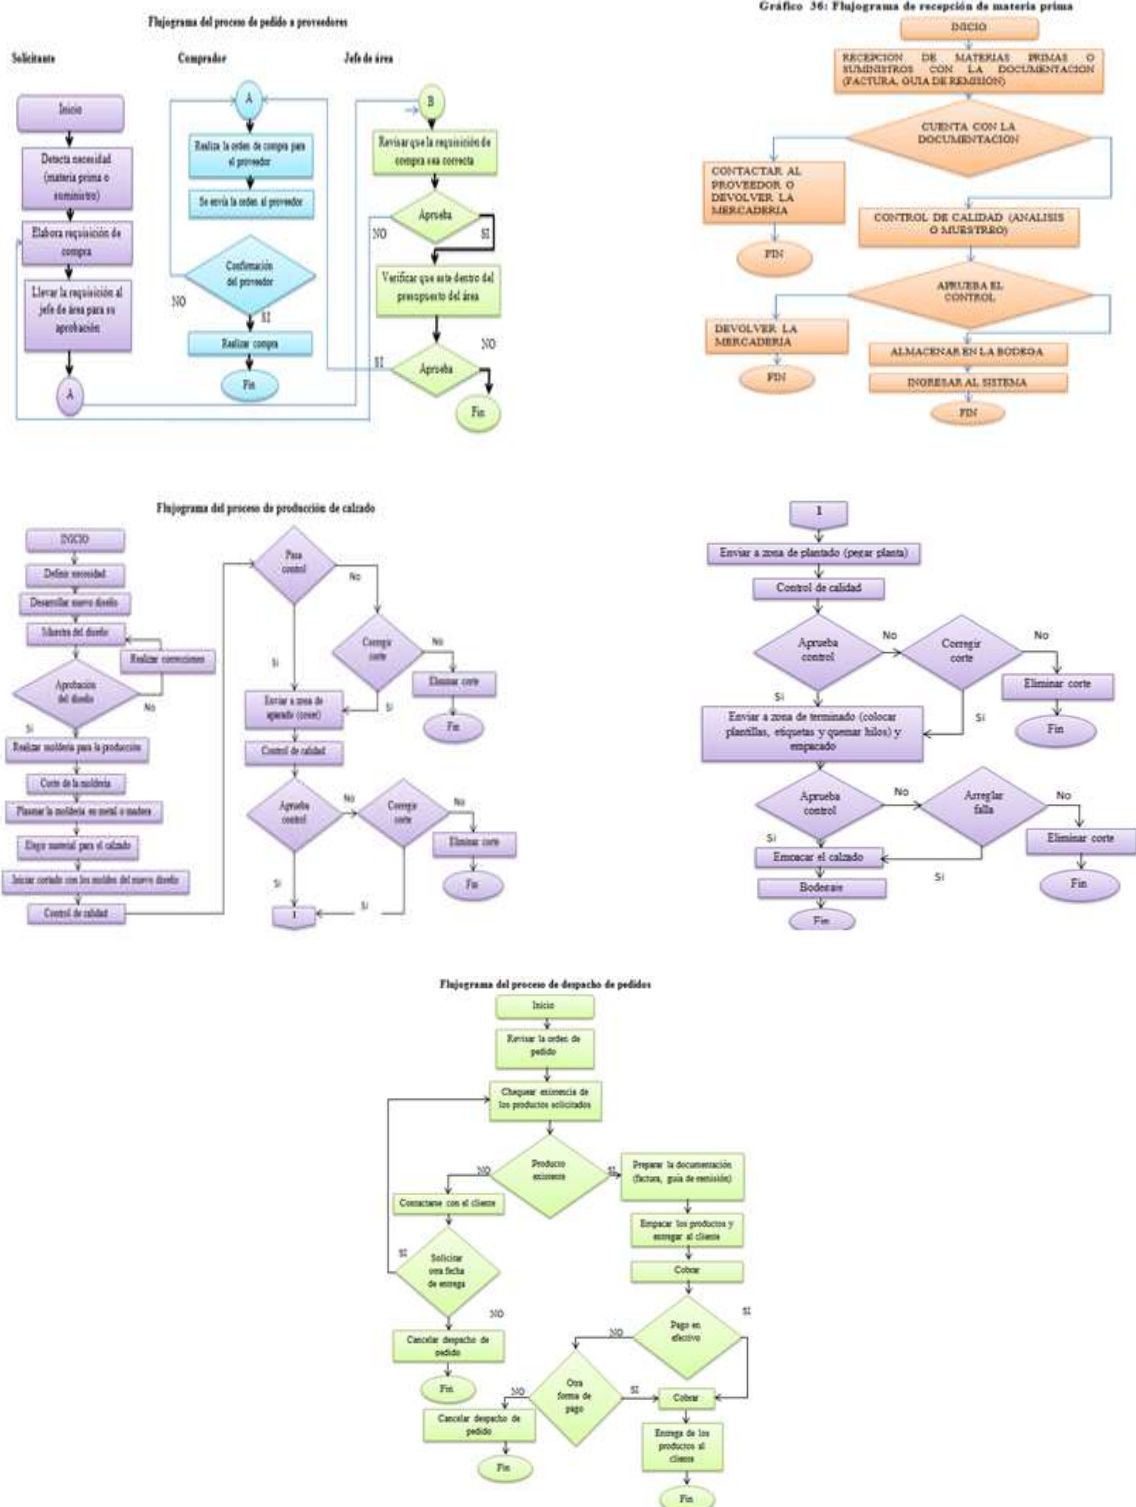 Flujograma del proceso de pedido a proveedores
Solicitante
Comprador
Jefe de área
Inicio
Detecta necesidad
(materia prima o
suministro)
Elabora requisición de
compra
Llevar la requisición al
jefe de área para su
aprobación
A
A
Realiza la orden de compra para
el proveedor
Se envía la orden al proveedor
Confirmación
del proveedor
NO
SI
Realizar compra
Fin
B
Revisar que la requisición de
compra sea correcta
Aprueba
NO
SI
Verificar que este dentro del
presupuesto del área
NO
SI
Aprueba
Fin
Gráfico 36: Flujograma de recepción de materia prima
INICIO
RECEPCION DE MATERIAS PRIMAS O
SUMINISTROS CON LA DOCUMENTACION
(FACTURA, GUIA DE REMISION)
CUENTA CON LA
DOCUMENTACION
CONTACTAR AL
PROVEEDOR O
DEVOLVER LA
MERCADERIA
FIN
CONTROL DE CALIDAD (ANALISIS
O MUESTREO)
APRUEBA EL
CONTROL
DEVOLVER LA
MERCADERIA
FIN
ALMACENAR EN LA BODEGA
INGRESAR AL SISTEMA
FIN
Flujograma del proceso de producción de calzado
INICIO
Definir necesidad
Desarrollar nuevo diseño
Muestra del diseño
Realizar correcciones
Aprobación
del diseño
No
Si
Realizar moldería para la producción
Corte de la moldería
Plasmar la moldería en metal o madera
Elegir material para el calzado
Iniciar cortado con los moldes del nuevo diseño
Control de calidad
Pasa
control
No
Corregir
corte
No
Eliminar corte
Fin
Si
Si
Enviar a zona de
aparado (coser)
Control de calidad
Aprueba
control
No
Corregir
corte
No
Eliminar corte
Fin
Si
Si
1
1
Enviar a zona de plantado (pegar planta)
Control de calidad
Aprueba
control
No
Corregir
corte
No
Eliminar corte
Fin
Si
Si
Enviar a zona de terminado (colocar
plantillas, etiquetas y quemar hilos) y
empacado
Aprueba
control
No
Arreglar
falla
No
Eliminar corte
Fin
Si
Si
Empacar el calzado
Bodegaje
Fin
Flujograma del proceso de despacho de pedidos
Inicio
Revisar la orden de
pedido
Chequear existencia de
los productos solicitados
Producto
existente
NO
SI
Contactarse con el cliente
Solicitar
otra fecha
de entrega
SI
NO
Cancelar despacho de
pedido
Fin
Preparar la documentación
(factura, guía de remisión)
Empacar los productos y
entregar al cliente
Cobrar
Pago en
efectivo
SI
NO
Otra
forma de
pago
NO
SI
Cobrar
Cancelar despacho de
pedido
Fin
Entrega de los
productos al
cliente
Fin